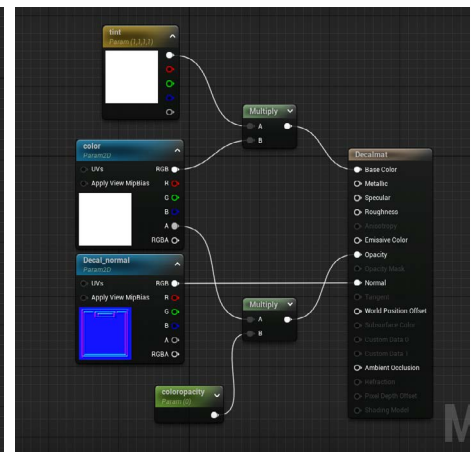 tint
Param (1,1,1,1)
Multiply
A
B
color
Param2D
UVs
RGB
Apply View MipBias
R
G
B
A
RGBA
Decal_normal
Param2D
UVs
RGB
Apply View MipBias
R
G
B
A
RGBA
Multiply
A
B
coloropacity
Param (0)
Decalmat
Base Color
Metallic
Specular
Roughness
Anisotropy
Emissive Color
Opacity
Opacity Mask
Normal
Tangent
World Position Offset
Subsurface Color
Custom Data 0
Custom Data 1
Ambient Occlusion
Refraction
Pixel Depth Offset
Shading Model
M